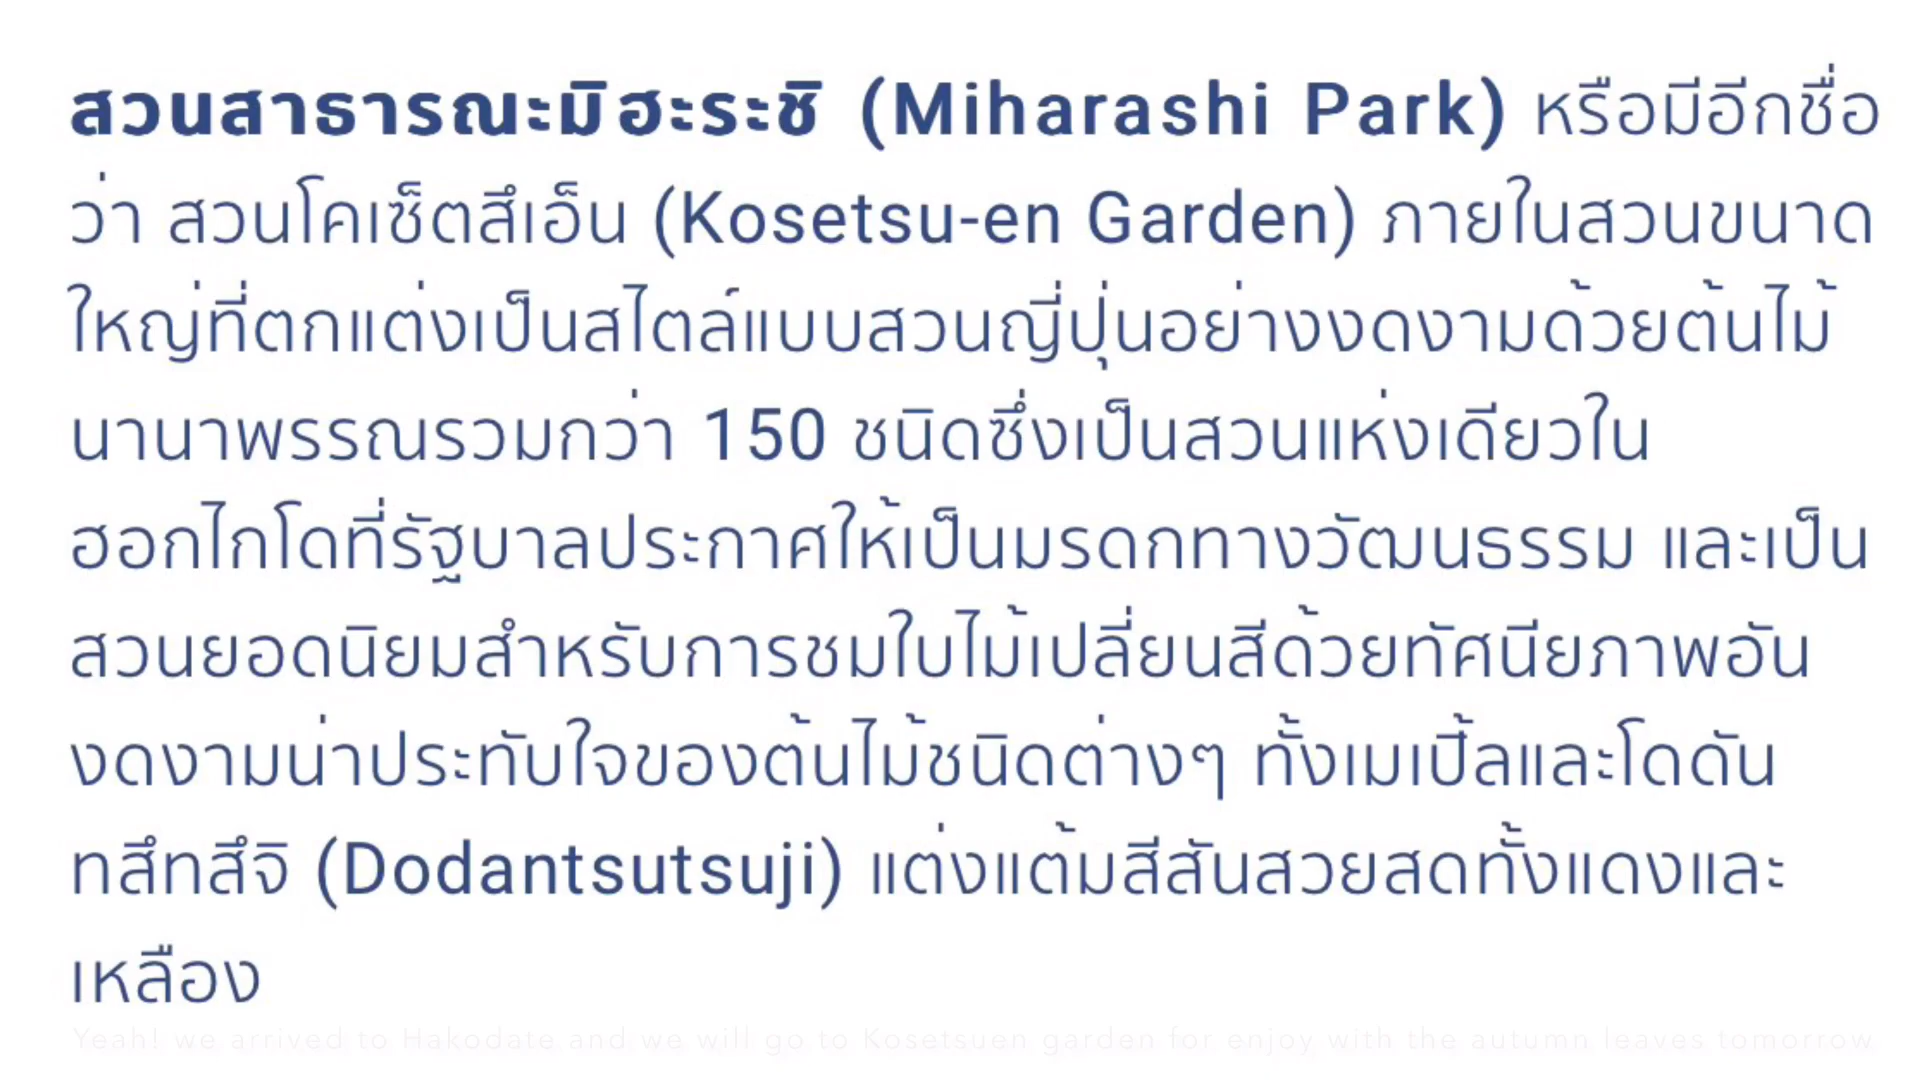 สวนสาธารณะมิฮะระชิ (Miharashi Park) หรือมีอีกชื่อ
ว่า สวนโคเซ็ตสึเอ็น (Kosetsu-en Garden) ภายในสวนขนาด
ใหญ่ที่ตกแต่งเป็นสไตล์แบบสวนญี่ปุ่นอย่างงดงามด้วยต้นไม้
นานาพรรณรวมกว่า 150 ชนิดซึ่งเป็นสวนแห่งเดียวใน
ฮอกไกโดที่รัฐบาลประกาศให้เป็นมรดกทางวัฒนธรรม และเป็น
สวนยอดนิยมสำหรับการชมใบไม้เปลี่ยนสีด้วยทัศนียภาพอัน
งดงามน่าประทับใจของต้นไม้ชนิดต่างๆ ทั้งเมเปิ้ลและโดดัน
ทสึทสึจิ (Dodantsutsuji) แต่งแต้มสีสันสวยสดทั้งแดงและ
เหลือง
Yeah! we arrived to Hakodate and we will go to Kosetsuen garden for enjoy with the autumn leaves tomorrow